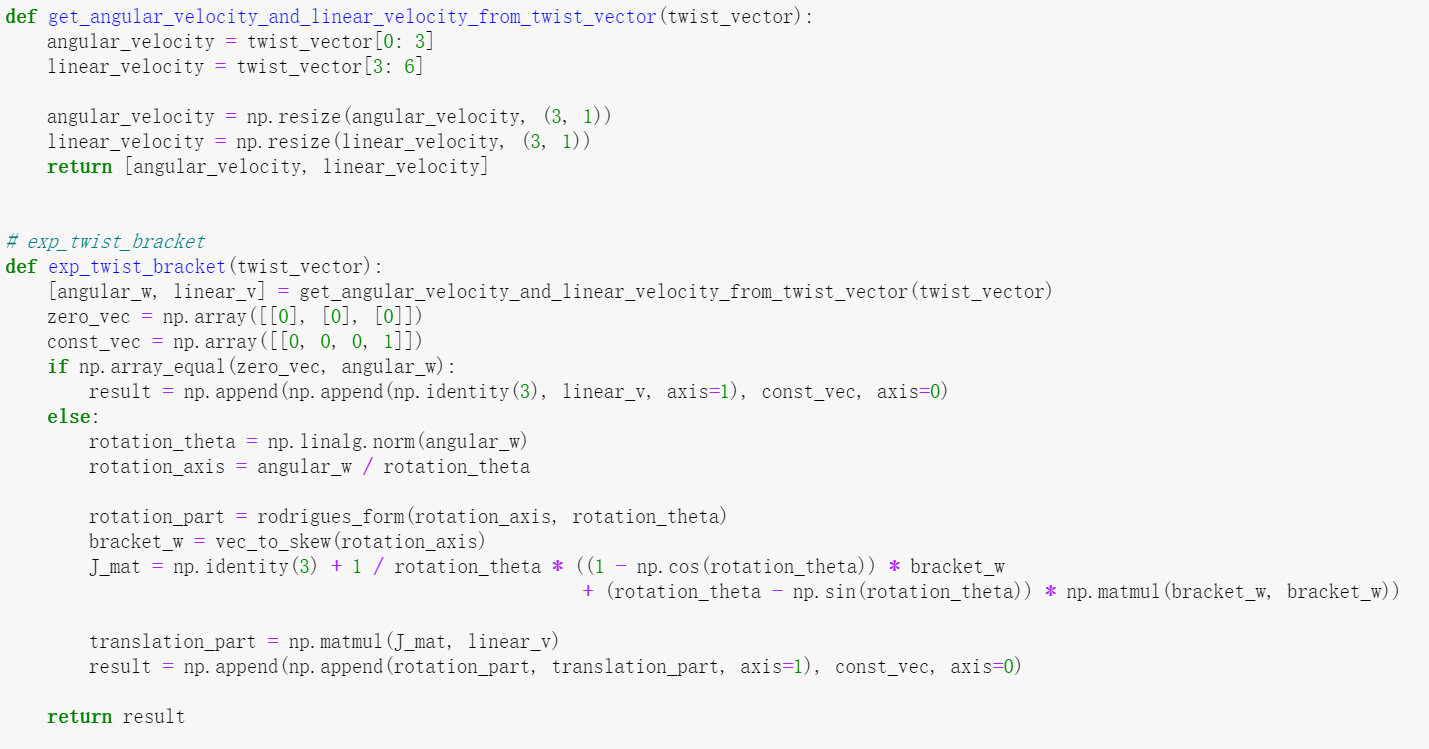 def get_angular_velocity_and_linear_velocity_from_twist_vector(twist_vector):
    angular_velocity = twist_vector[0: 3]
    linear_velocity = twist_vector[3: 6]

    angular_velocity = np.resize(angular_velocity, (3, 1))
    linear_velocity = np.resize(linear_velocity, (3, 1))
    return [angular_velocity, linear_velocity]


# exp_twist_bracket
def exp_twist_bracket(twist_vector):
    [angular_w, linear_v] = get_angular_velocity_and_linear_velocity_from_twist_vector(twist_vector)
    zero_vec = np.array([[0], [0], [0]])
    const_vec = np.array([[0, 0, 0, 1]])
    if np.array_equal(zero_vec, angular_w):
        result = np.append(np.append(np.identity(3), linear_v, axis=1), const_vec, axis=0)
    else:
        rotation_theta = np.linalg.norm(angular_w)
        rotation_axis = angular_w / rotation_theta

        rotation_part = rodrigues_form(rotation_axis, rotation_theta)
        bracket_w = vec_to_skew(rotation_axis)
        J_mat = np.identity(3) + 1 / rotation_theta * ((1 - np.cos(rotation_theta)) * bracket_w
                                                       + (rotation_theta - np.sin(rotation_theta)) * np.matmul(bracket_w, bracket_w))

        translation_part = np.matmul(J_mat, linear_v)
        result = np.append(np.append(rotation_part, translation_part, axis=1), const_vec, axis=0)

    return result